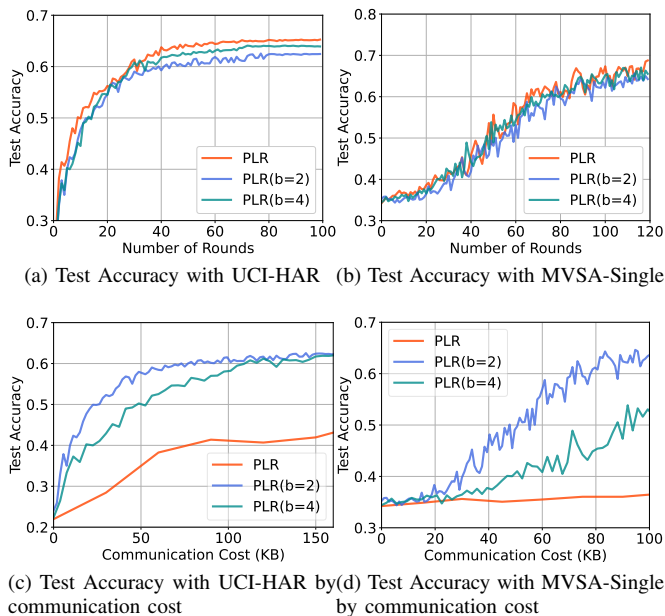 0.7
0.6
0.5
0.4
0.3
Test Accuracy
PLR
PLR(b=2)
PLR(b=4)
0 20 40 60 80 100
Number of Rounds
(a) Test Accuracy with UCI-HAR
0.8
0.7
0.6
0.5
0.4
0.3
Test Accuracy
PLR
PLR(b=2)
PLR(b=4)
0 20 40 60 80 100 120
Number of Rounds
(b) Test Accuracy with MVSA-Single
0.7
0.6
0.5
0.4
0.3
0.2
Test Accuracy
PLR
PLR(b=2)
PLR(b=4)
0 50 100 150
Communication Cost (KB)
(c) Test Accuracy with UCI-HAR by
communication cost
0.7
0.6
0.5
0.4
0.3
Test Accuracy
PLR
PLR(b=2)
PLR(b=4)
0 20 40 60 80 100
Communication Cost (KB)
(d) Test Accuracy with MVSA-Single
by communication cost